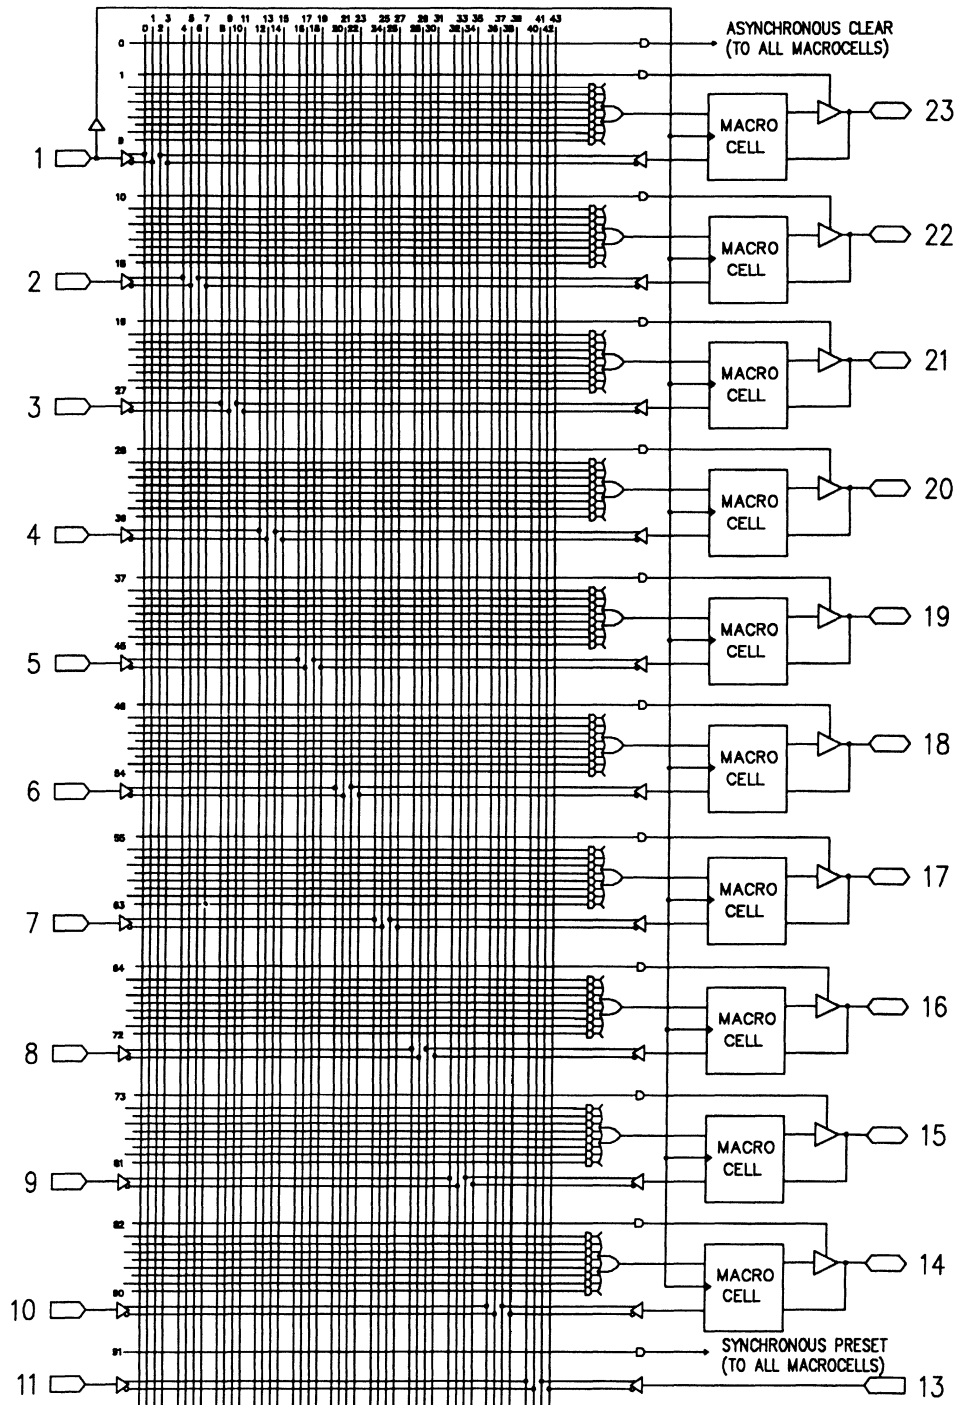 1 3 5 7 9 11 13 15 17 19 21 23 25 27 29 31 33 35 37 39 41 43
0 2 4 6 8 10 12 14 16 18 20 22 24 26 28 30 32 34 36 38 40 42
0
ASYNCHRONOUS CLEAR
(TO ALL MACROCELLS)
1
MACRO
CELL
23
9
1
10
MACRO
CELL
22
18
2
19
MACRO
CELL
21
27
3
28
MACRO
CELL
20
36
4
37
MACRO
CELL
19
45
5
46
MACRO
CELL
18
54
6
55
MACRO
CELL
17
63
7
64
MACRO
CELL
16
72
8
73
MACRO
CELL
15
81
9
82
MACRO
CELL
14
90
10
91
SYNCHRONOUS PRESET
(TO ALL MACROCELLS)
11
13